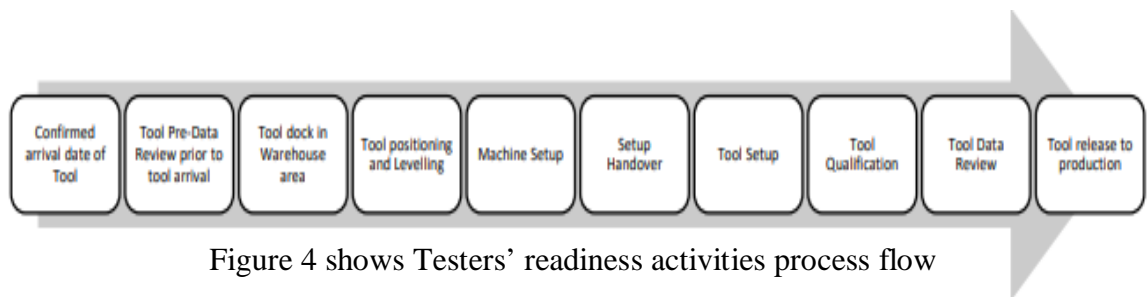 Confirmed
arrival date of
Tool
Tool Pre-Data
Review prior to
tool arrival
Tool dock in
Warehouse
area
Tool positioning
and Levelling
Machine Setup
Setup
Handover
Tool Setup
Tool
Qualification
Tool Data
Review
Tool release to
production
Figure 4 shows Testers’ readiness activities process flow